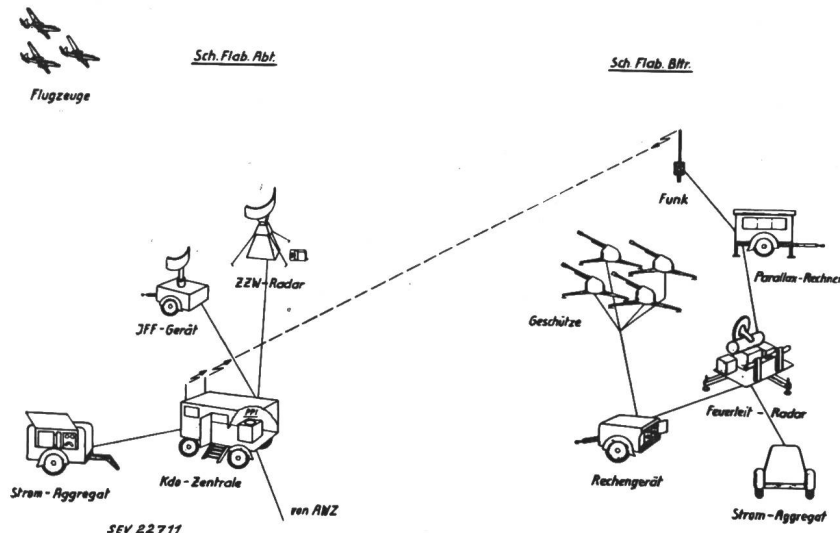 Sch. Flab. Abt.
Sch. Flab. Bttr.
Flugzeuge
Funk
ZZW-Radar
Parallax-Rechner
JFF-Gerät
Geschütze
PPI
Feuerleit-Radar
Strom-Aggregat
Kdo-Zentrale
Rechengerät
von AWZ
Strom-Aggregat
SEV 22711